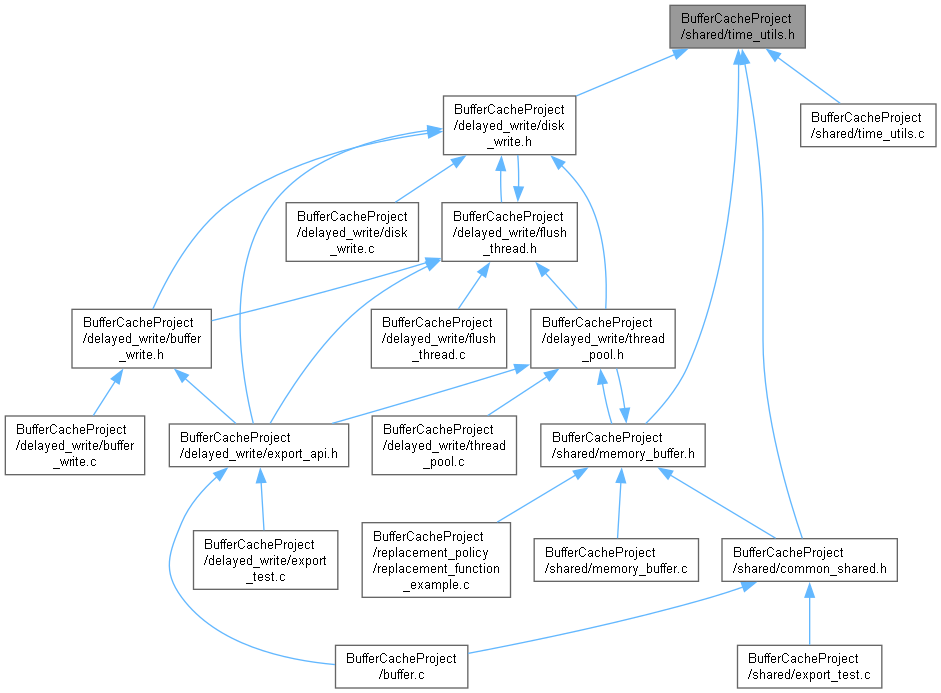 BufferCacheProject
/shared/time_utils.h
BufferCacheProject
/delayed_write/disk
_write.h
BufferCacheProject
/shared/time_utils.c
BufferCacheProject
/delayed_write/disk
_write.c
BufferCacheProject
/delayed_write/flush
_thread.h
BufferCacheProject
/delayed_write/buffer
_write.h
BufferCacheProject
/delayed_write/flush
_thread.c
BufferCacheProject
/delayed_write/thread
_pool.h
BufferCacheProject
/delayed_write/buffer
_write.c
BufferCacheProject
/delayed_write/export_api.h
BufferCacheProject
/delayed_write/thread
_pool.c
BufferCacheProject
/shared/memory_buffer.h
BufferCacheProject
/delayed_write/export
_test.c
BufferCacheProject
/replacement_policy
/replacement_function
_example.c
BufferCacheProject
/shared/memory_buffer.c
BufferCacheProject
/shared/common_shared.h
BufferCacheProject
/buffer.c
BufferCacheProject
/shared/export_test.c